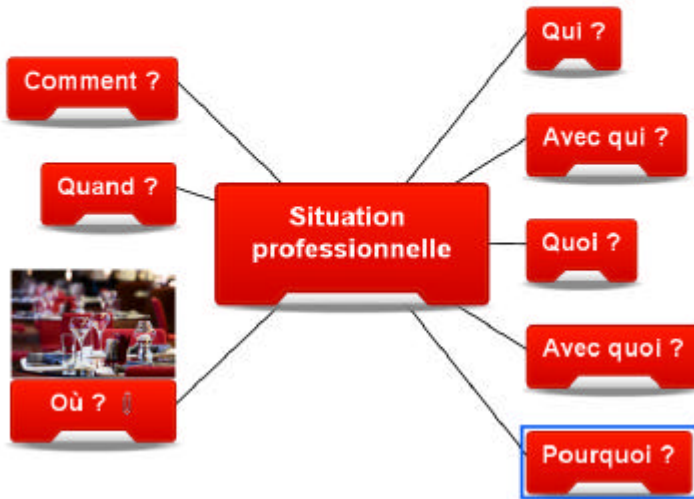 Comment ?
Quand ?
Où ?
Situation
professionnelle
Qui ?
Avec qui ?
Quoi ?
Avec quoi ?
Pourquoi ?